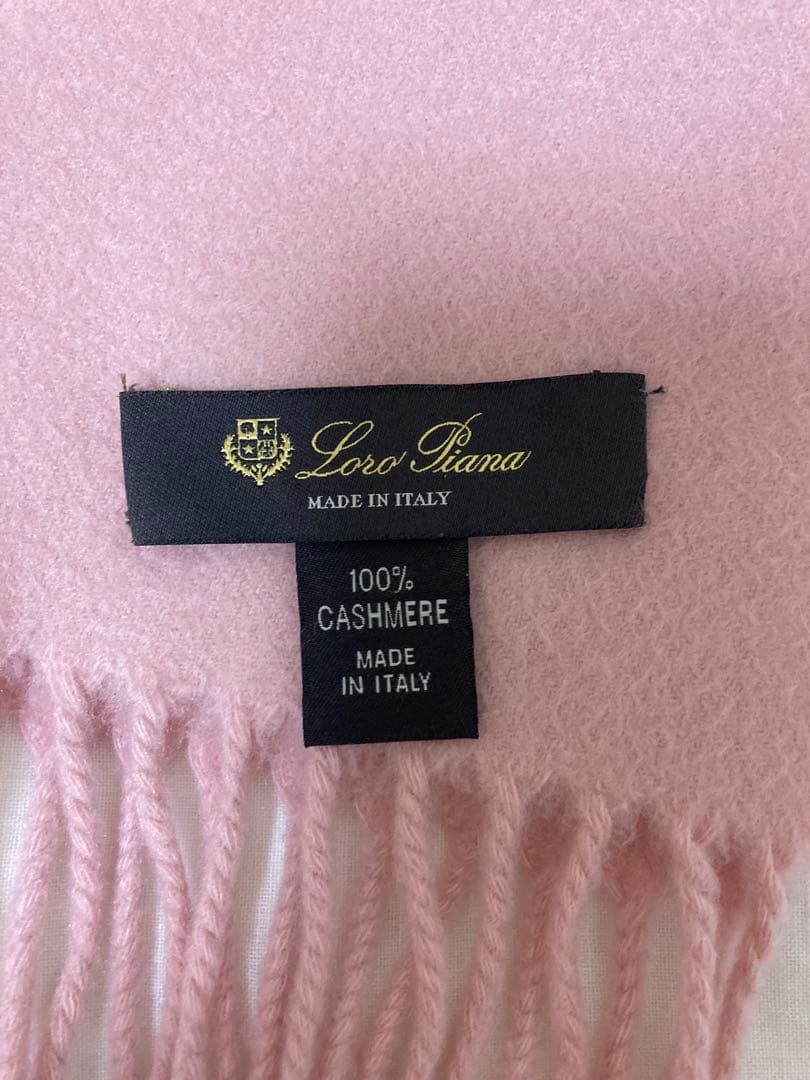 Loro Piana
MADE IN ITALY
100%
CASHMERE
MADE
IN ITALY